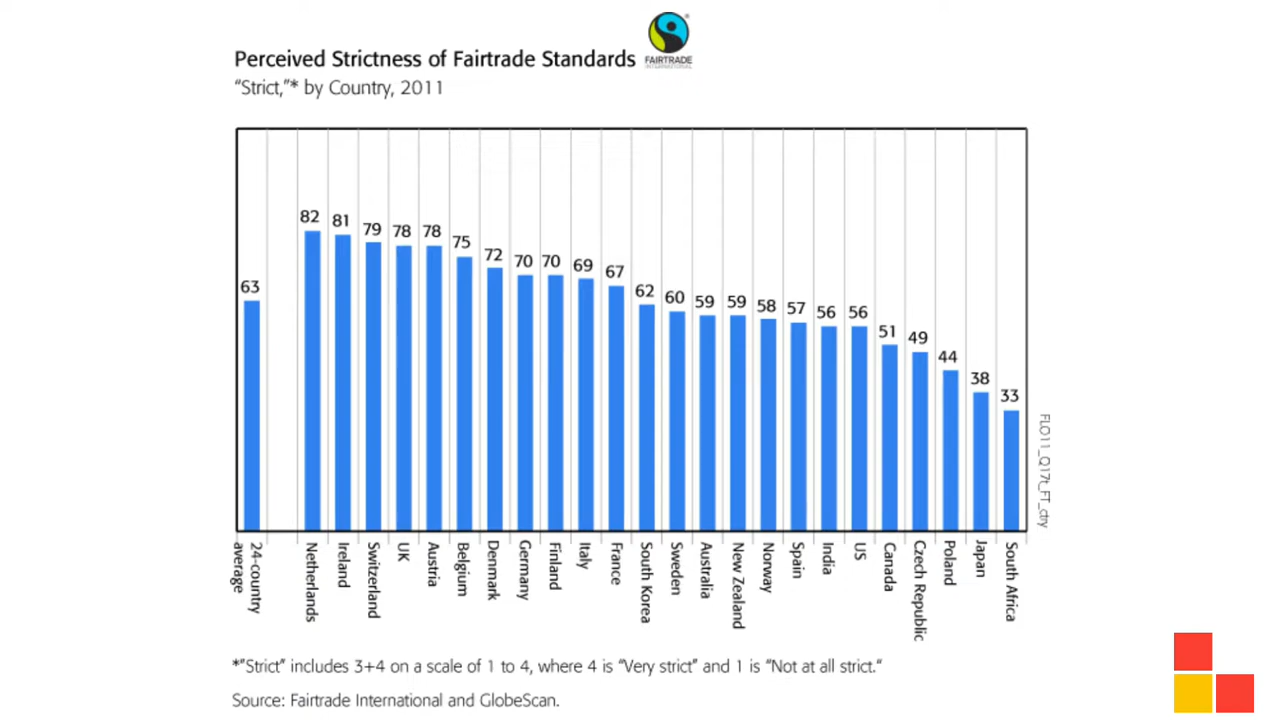 Perceived Strictness of Fairtrade Standards
FAIRTRADE
INTERNATIONAL
“Strict,”* by Country, 2011
63
82
81
79
78
78
75
72
70
70
69
67
62
60
59
59
58
57
56
56
51
49
44
38
33
24-country
average
Netherlands
Ireland
Switzerland
UK
Austria
Belgium
Denmark
Germany
Finland
Italy
France
South Korea
Sweden
Australia
New Zealand
Norway
Spain
India
US
Canada
Czech Republic
Poland
Japan
South Africa
FLO11_Q17t_FT_ctry
*“Strict” includes 3+4 on a scale of 1 to 4, where 4 is “Very strict” and 1 is “Not at all strict.“
Source: Fairtrade International and GlobeScan.